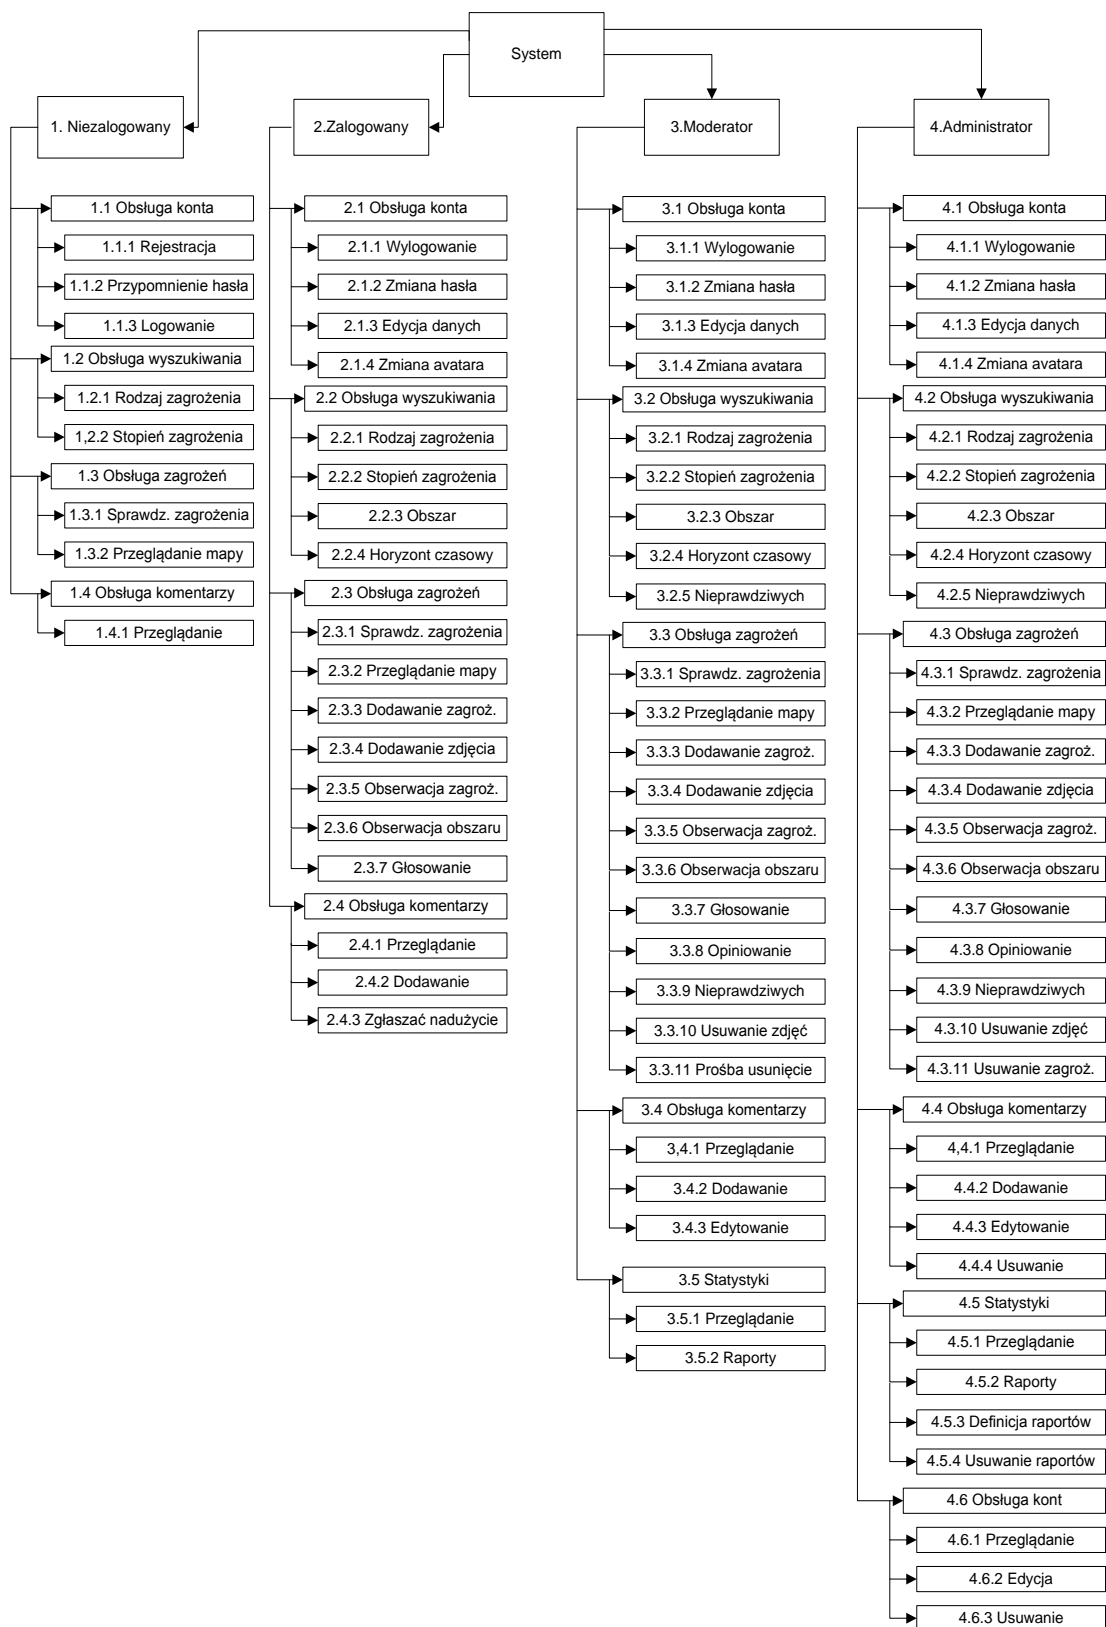 System
1. Niezalogowany
1.1 Obsługa konta
1.1.1 Rejestracja
1.1.2 Przypomnienie hasła
1.1.3 Logowanie
1.2 Obsługa wyszukiwania
1.2.1 Rodzaj zagrożenia
1,2.2 Stopień zagrożenia
1.3 Obsługa zagrożeń
1.3.1 Sprawdz. zagrożenia
1.3.2 Przeglądanie mapy
1.4 Obsługa komentarzy
1.4.1 Przeglądanie
2.Zalogowany
2.1 Obsługa konta
2.1.1 Wylogowanie
2.1.2 Zmiana hasła
2.1.3 Edycja danych
2.1.4 Zmiana avatara
2.2 Obsługa wyszukiwania
2.2.1 Rodzaj zagrożenia
2.2.2 Stopień zagrożenia
2.2.3 Obszar
2.2.4 Horyzont czasowy
2.3 Obsługa zagrożeń
2.3.1 Sprawdz. zagrożenia
2.3.2 Przeglądanie mapy
2.3.3 Dodawanie zagroż.
2.3.4 Dodawanie zdjęcia
2.3.5 Obserwacja zagroż.
2.3.6 Obserwacja obszaru
2.3.7 Głosowanie
2.4 Obsługa komentarzy
2.4.1 Przeglądanie
2.4.2 Dodawanie
2.4.3 Zgłaszać nadużycie
3.Moderator
3.1 Obsługa konta
3.1.1 Wylogowanie
3.1.2 Zmiana hasła
3.1.3 Edycja danych
3.1.4 Zmiana avatara
3.2 Obsługa wyszukiwania
3.2.1 Rodzaj zagrożenia
3.2.2 Stopień zagrożenia
3.2.3 Obszar
3.2.4 Horyzont czasowy
3.2.5 Nieprawdziwych
3.3 Obsługa zagrożeń
3.3.1 Sprawdz. zagrożenia
3.3.2 Przeglądanie mapy
3.3.3 Dodawanie zagroż.
3.3.4 Dodawanie zdjęcia
3.3.5 Obserwacja zagroż.
3.3.6 Obserwacja obszaru
3.3.7 Głosowanie
3.3.8 Opiniowanie
3.3.9 Nieprawdziwych
3.3.10 Usuwanie zdjęć
3.3.11 Prośba usunięcie
3.4 Obsługa komentarzy
3,4.1 Przeglądanie
3.4.2 Dodawanie
3.4.3 Edytowanie
3.5 Statystyki
3.5.1 Przeglądanie
3.5.2 Raporty
4.Administrator
4.1 Obsługa konta
4.1.1 Wylogowanie
4.1.2 Zmiana hasła
4.1.3 Edycja danych
4.1.4 Zmiana avatara
4.2 Obsługa wyszukiwania
4.2.1 Rodzaj zagrożenia
4.2.2 Stopień zagrożenia
4.2.3 Obszar
4.2.4 Horyzont czasowy
4.2.5 Nieprawdziwych
4.3 Obsługa zagrożeń
4.3.1 Sprawdz. zagrożenia
4.3.2 Przeglądanie mapy
4.3.3 Dodawanie zagroż.
4.3.4 Dodawanie zdjęcia
4.3.5 Obserwacja zagroż.
4.3.6 Obserwacja obszaru
4.3.7 Głosowanie
4.3.8 Opiniowanie
4.3.9 Nieprawdziwych
4.3.10 Usuwanie zdjęć
4.3.11 Usuwanie zagroż.
4.4 Obsługa komentarzy
4,4.1 Przeglądanie
4.4.2 Dodawanie
4.4.3 Edytowanie
4.4.4 Usuwanie
4.5 Statystyki
4.5.1 Przeglądanie
4.5.2 Raporty
4.5.3 Definicja raportów
4.5.4 Usuwanie raportów
4.6 Obsługa kont
4.6.1 Przeglądanie
4.6.2 Edycja
4.6.3 Usuwanie